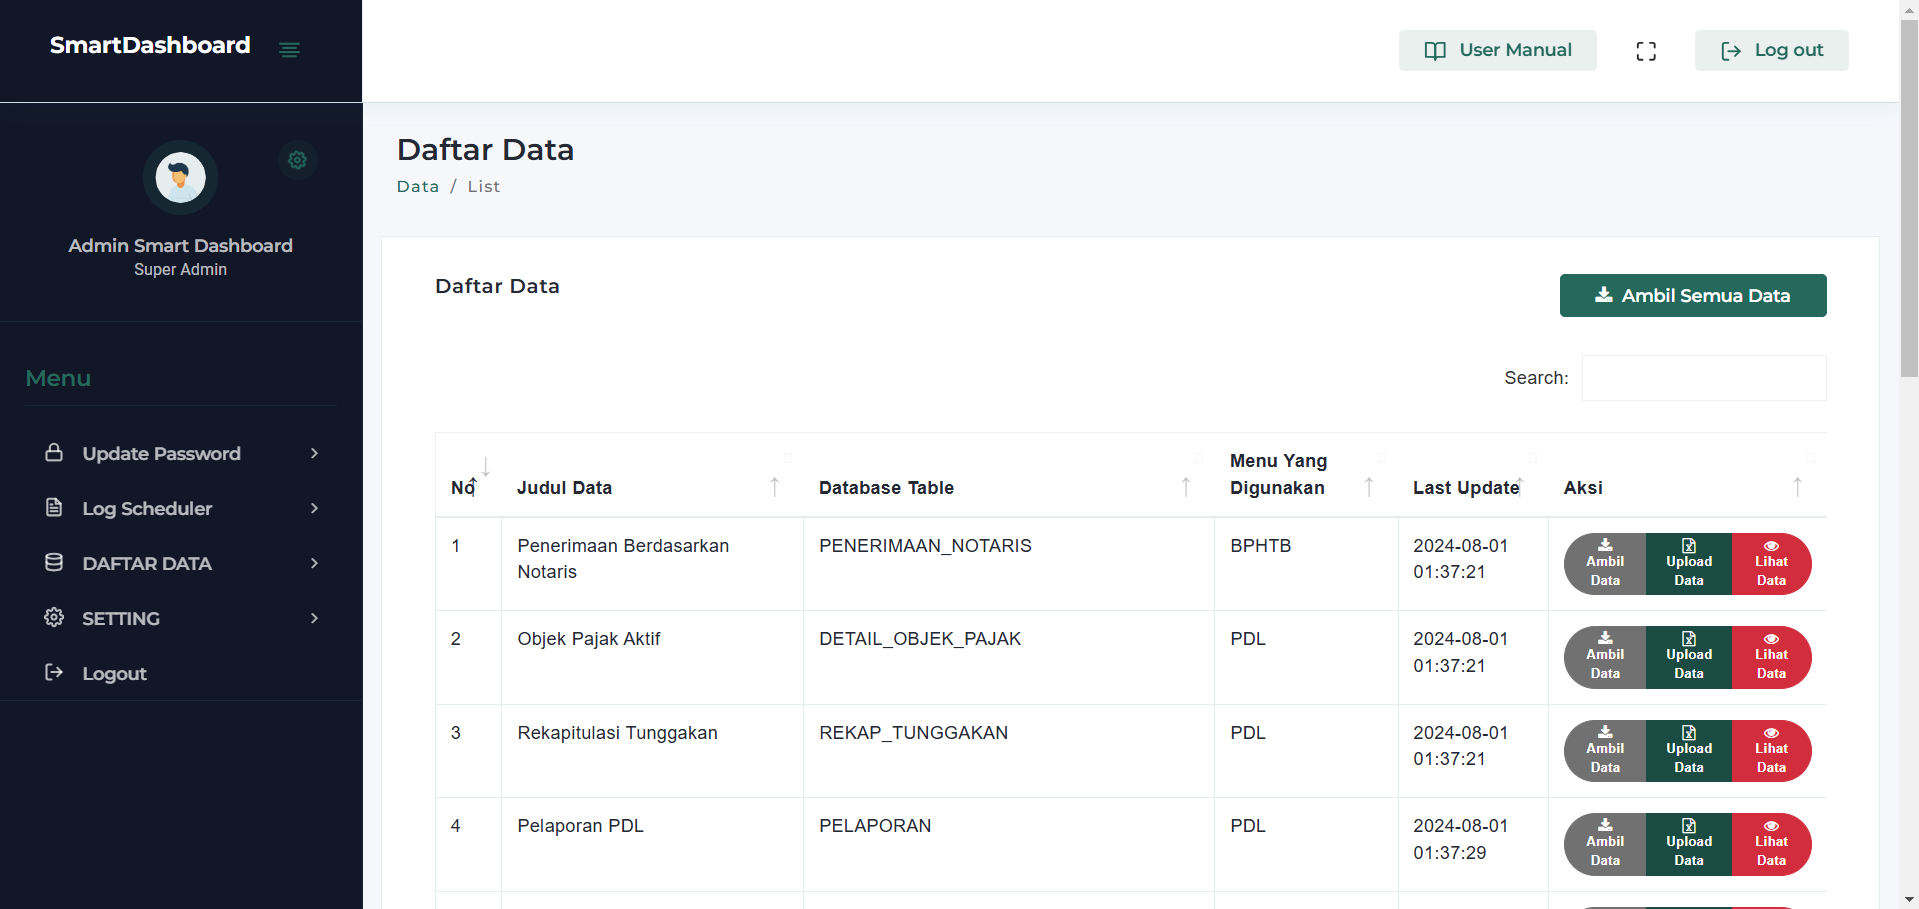 SmartDashboard
User Manual
Log out
Admin Smart Dashboard
Super Admin
Menu
Update Password
Log Scheduler
DAFTAR DATA
SETTING
Logout
Daftar Data
Data / List
Daftar Data
Ambil Semua Data
Search:
No
Judul Data
Database Table
Menu Yang
Digunakan
Last Update
Aksi
1
Penerimaan Berdasarkan
Notaris
PENERIMAAN_NOTARIS
BPHTB
2024-08-01
01:37:21
Ambil
Data
Upload
Data
Lihat
Data
2
Objek Pajak Aktif
DETAIL_OBJEK_PAJAK
PDL
2024-08-01
01:37:21
Ambil
Data
Upload
Data
Lihat
Data
3
Rekapitulasi Tunggakan
REKAP_TUNGGAKAN
PDL
2024-08-01
01:37:21
Ambil
Data
Upload
Data
Lihat
Data
4
Pelaporan PDL
PELAPORAN
PDL
2024-08-01
01:37:29
Ambil
Data
Upload
Data
Lihat
Data